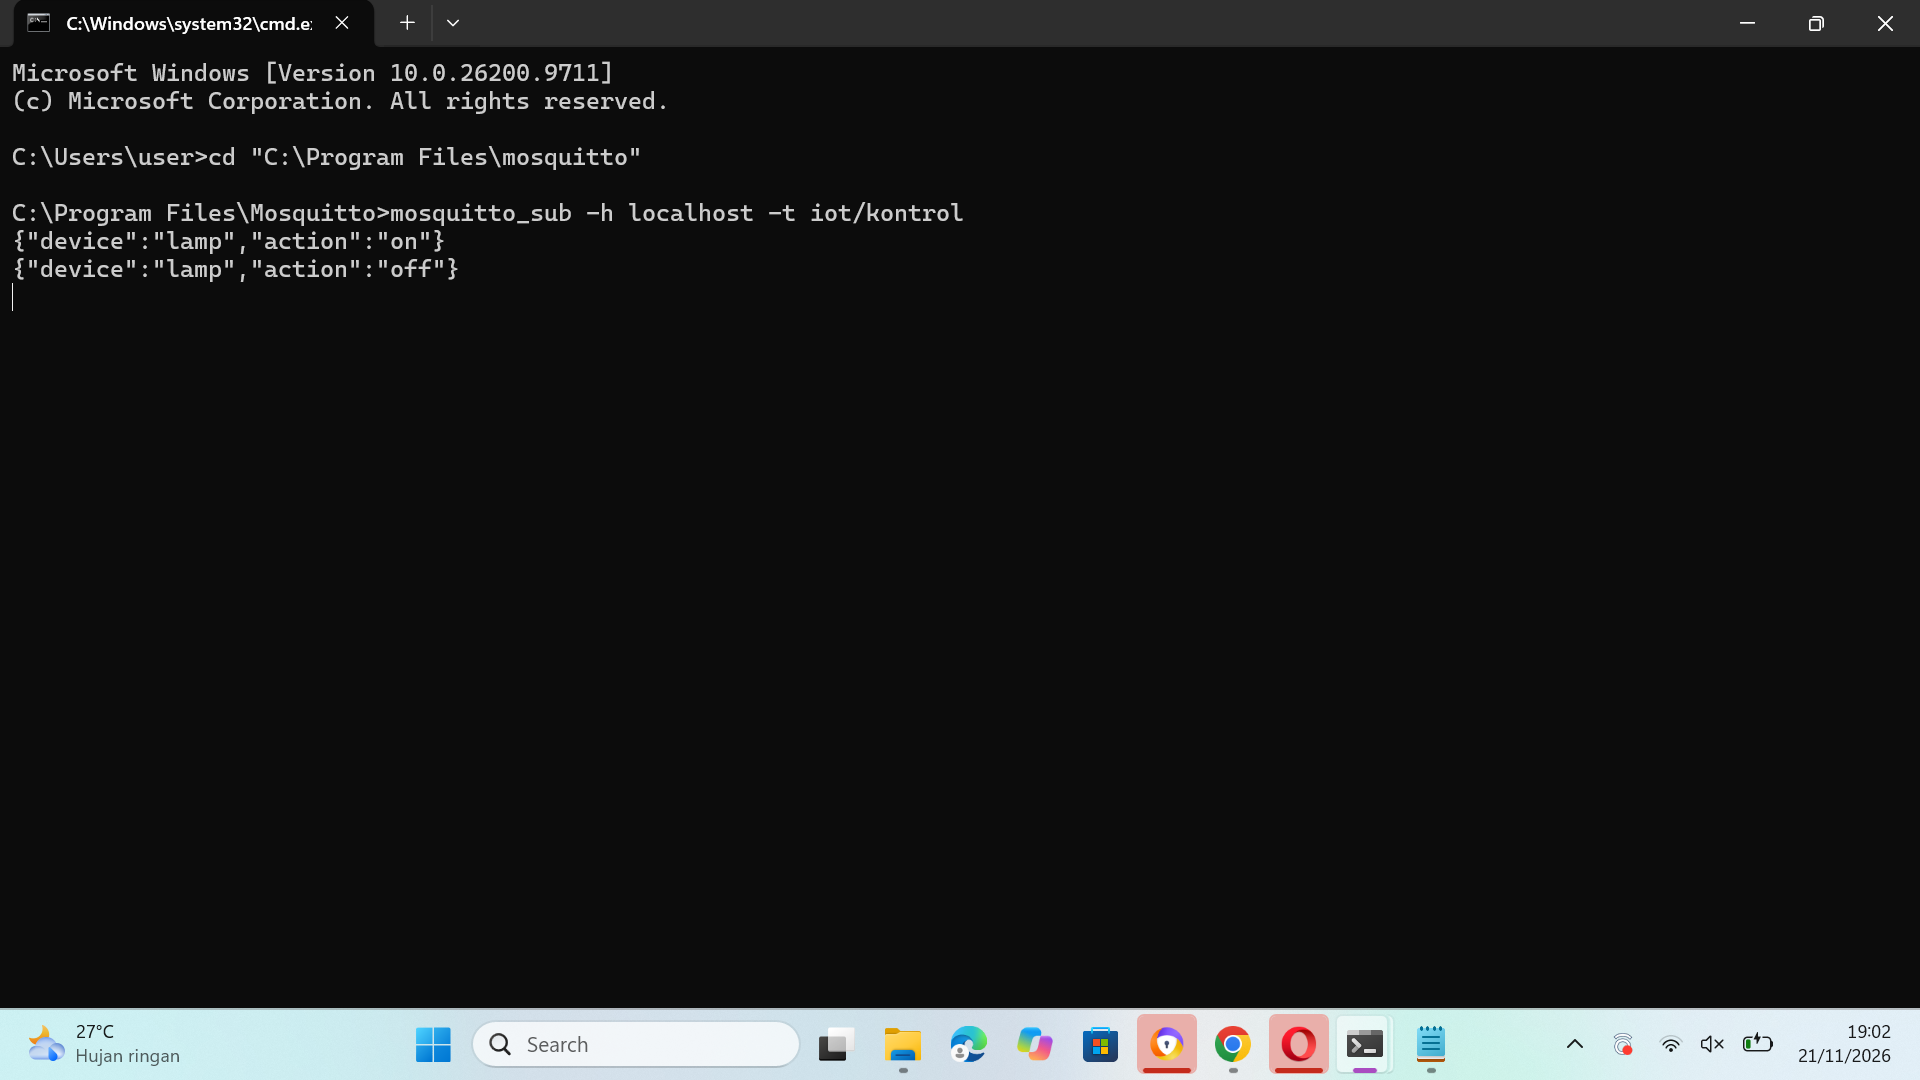 C:\Windows\system32\cmd.e
Microsoft Windows [Version 10.0.26200.9711]
(c) Microsoft Corporation. All rights reserved.
C:\Users\user>cd "C:\Program Files\mosquitto"
C:\Program Files\Mosquitto>mosquitto_sub -h localhost -t iot/kontrol
{"device":"lamp","action":"on"}
{"device":"lamp","action":"off"}
27°C
Hujan ringan
Search
19:02
21/11/2026